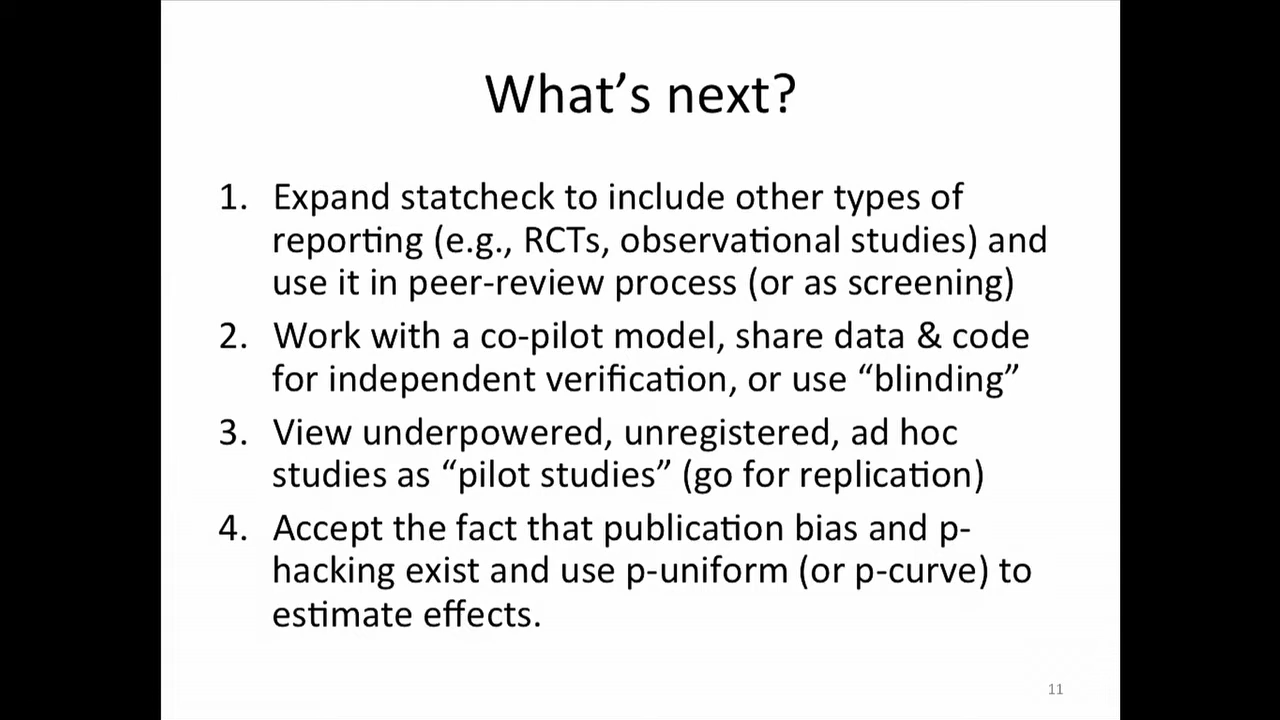 What’s next?
1. Expand statcheck to include other types of
reporting (e.g., RCTs, observational studies) and
use it in peer-review process (or as screening)
2. Work with a co-pilot model, share data & code
for independent verification, or use “blinding”
3. View underpowered, unregistered, ad hoc
studies as “pilot studies” (go for replication)
4. Accept the fact that publication bias and p-
hacking exist and use p-uniform (or p-curve) to
estimate effects.
11